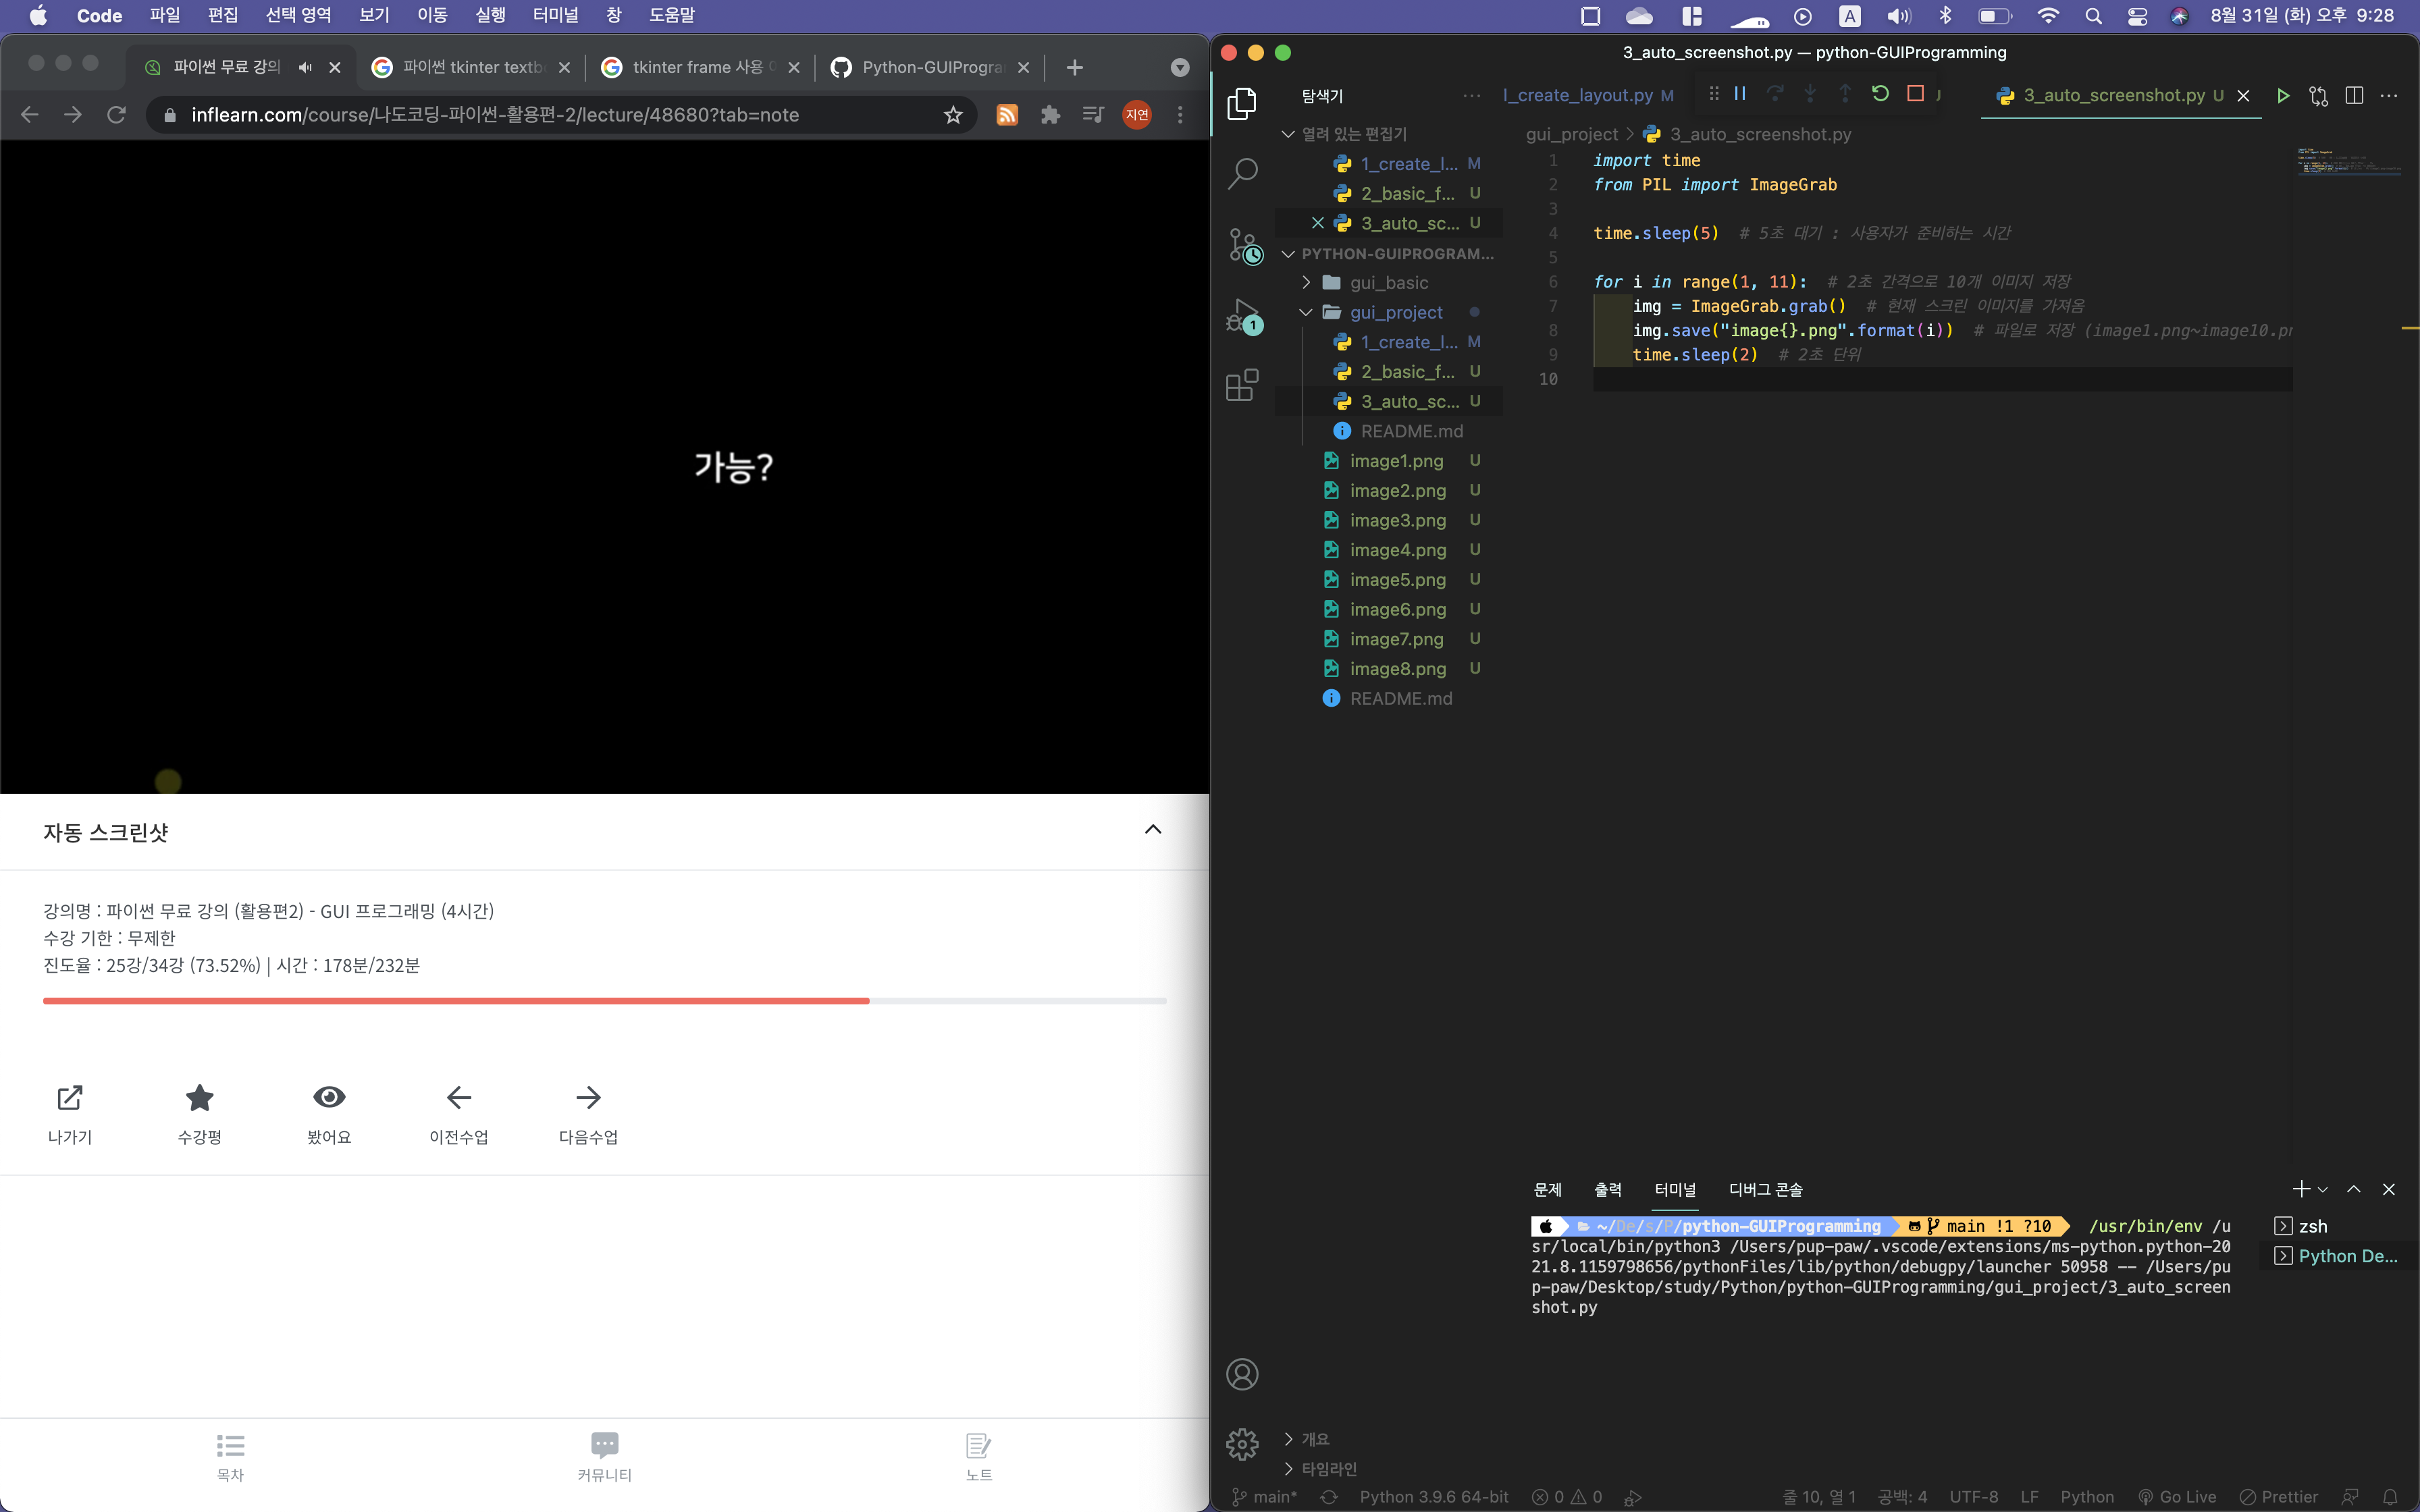 Code 파일 편집 선택 영역 보기 이동 실행 터미널 창 도움말
A 8월 31일 (화) 오후 9:28
파이썬 무료 강의
파이썬 tkinter textb
tkinter frame 사용
Python-GUIProgra
inflearn.com/course/나도코딩-파이썬-활용편-2/lecture/48680?tab=note
지연
가능?
자동 스크린샷
강의명 : 파이썬 무료 강의 (활용편2) - GUI 프로그래밍 (4시간)
수강 기한 : 무제한
진도율 : 25강/34강 (73.52%) | 시간 : 178분/232분
나가기 수강평 봤어요 이전수업 다음수업
목차 커뮤니티 노트
3_auto_screenshot.py — python-GUIProgramming
탐색기
열려 있는 편집기
1_create_l... M
2_basic_f... U
3_auto_sc... U
PYTHON-GUIPROGRAM...
gui_basic
gui_project
1_create_l... M
2_basic_f... U
3_auto_sc... U
README.md
image1.png U
image2.png U
image3.png U
image4.png U
image5.png U
image6.png U
image7.png U
image8.png U
README.md
개요
타임라인
l_create_layout.py M
3_auto_screenshot.py U
gui_project > 3_auto_screenshot.py
1 import time
2 from PIL import ImageGrab
3
4 time.sleep(5) # 5초 대기 : 사용자가 준비하는 시간
5
6 for i in range(1, 11): # 2초 간격으로 10개 이미지 저장
7 img = ImageGrab.grab() # 현재 스크린 이미지를 가져옴
8 img.save("image{}.png".format(i)) # 파일로 저장 (image1.png~image10.pn
9 time.sleep(2) # 2초 단위
10
문제 출력 터미널 디버그 콘솔
~/De/s/P/python-GUIProgramming main !1 ?10 /usr/bin/env /u
sr/local/bin/python3 /Users/pup-paw/.vscode/extensions/ms-python.python-20
21.8.1159798656/pythonFiles/lib/python/debugpy/launcher 50958 -- /Users/pu
p-paw/Desktop/study/Python/python-GUIProgramming/gui_project/3_auto_screen
shot.py
zsh
Python De...
main* Python 3.9.6 64-bit 0 0 줄 10, 열 1 공백: 4 UTF-8 LF Python Go Live Prettier